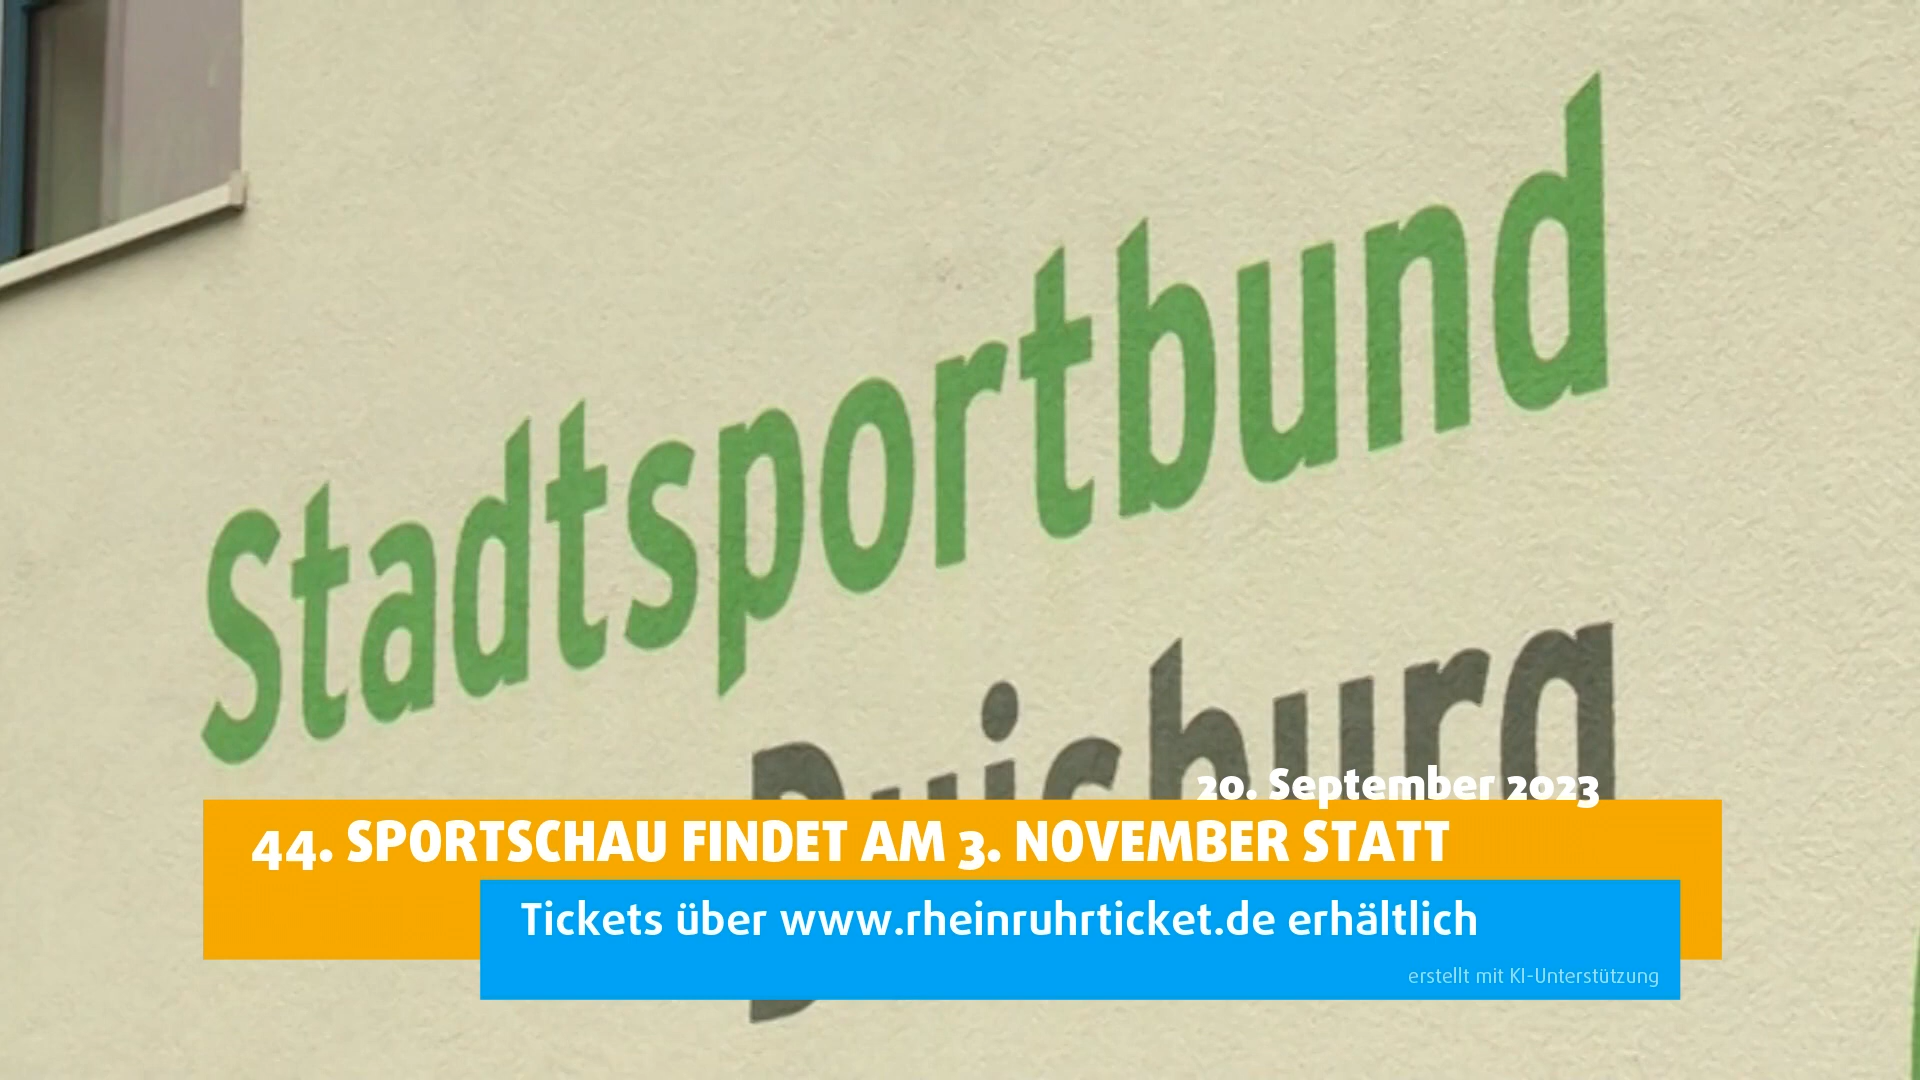 Stadtsportbund
Duisburg
20. September 2023
44. SPORTSCHAU FINDET AM 3. NOVEMBER STATT
Tickets über www.rheinruhrticket.de erhältlich
erstellt mit KI-Unterstützung